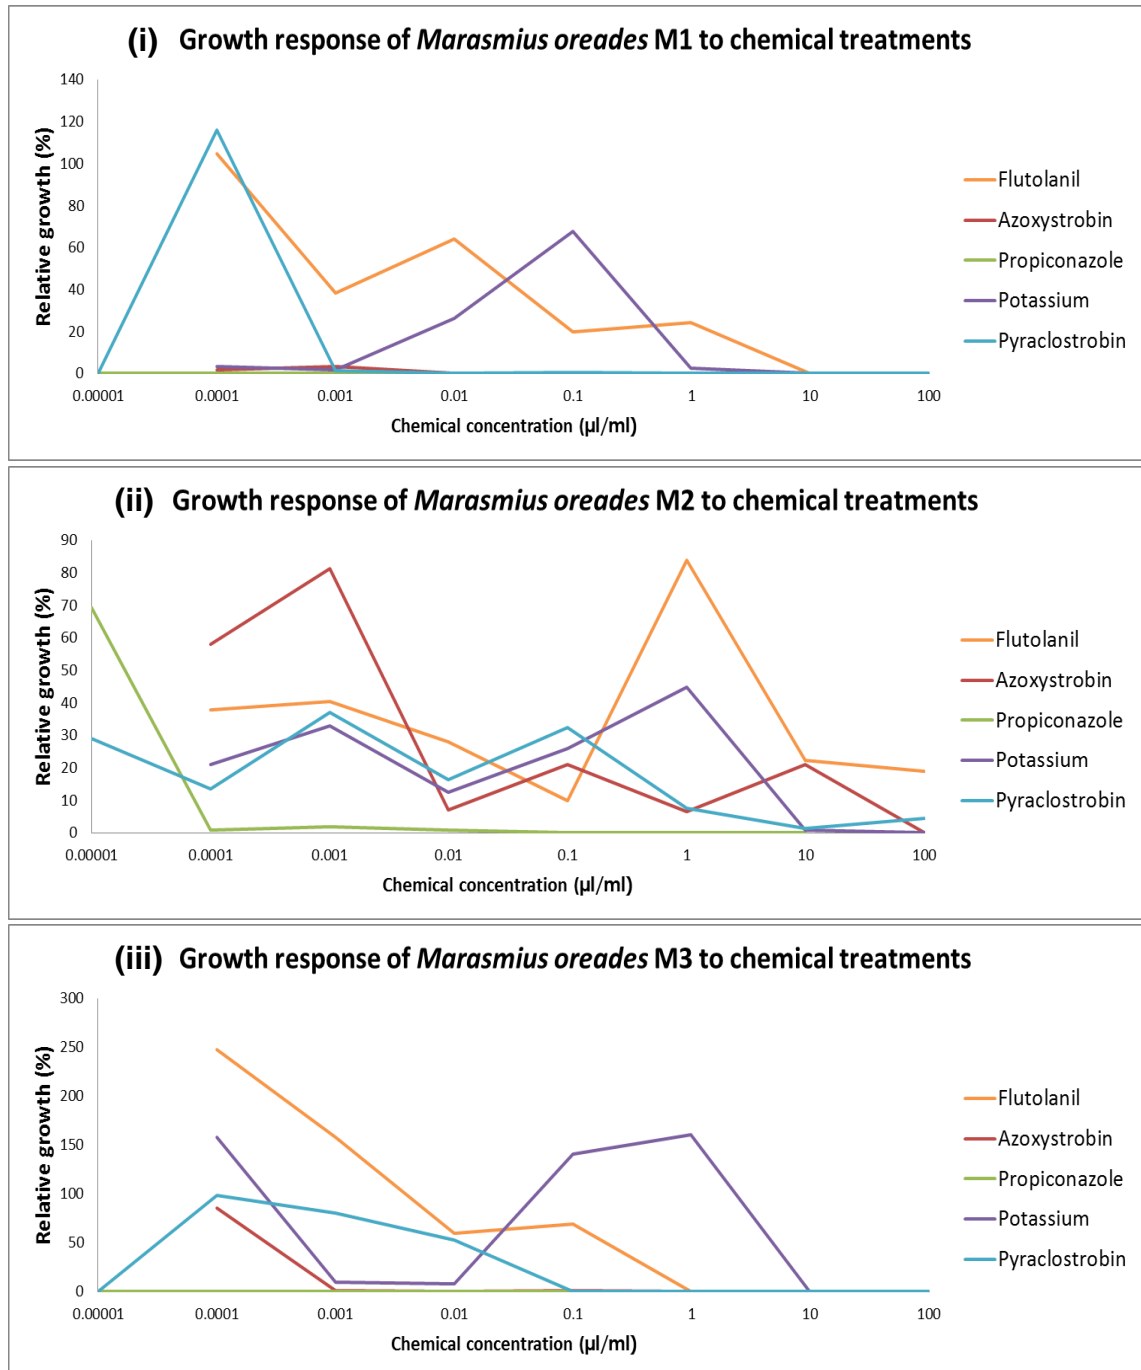 (i) Growth response of Marasmius oreades M1 to chemical treatments
Relative growth (%)
140
120
100
80
60
40
20
0
0.00001 0.0001 0.001 0.01 0.1 1 10 100
Chemical concentration (µl/ml)
Flutolanil
Azoxystrobin
Propiconazole
Potassium
Pyraclostrobin
(ii) Growth response of Marasmius oreades M2 to chemical treatments
Relative growth (%)
90
80
70
60
50
40
30
20
10
0
0.00001 0.0001 0.001 0.01 0.1 1 10 100
Chemical concentration (µl/ml)
Flutolanil
Azoxystrobin
Propiconazole
Potassium
Pyraclostrobin
(iii) Growth response of Marasmius oreades M3 to chemical treatments
Relative growth (%)
300
250
200
150
100
50
0
0.00001 0.0001 0.001 0.01 0.1 1 10 100
Chemical concentration (µl/ml)
Flutolanil
Azoxystrobin
Propiconazole
Potassium
Pyraclostrobin